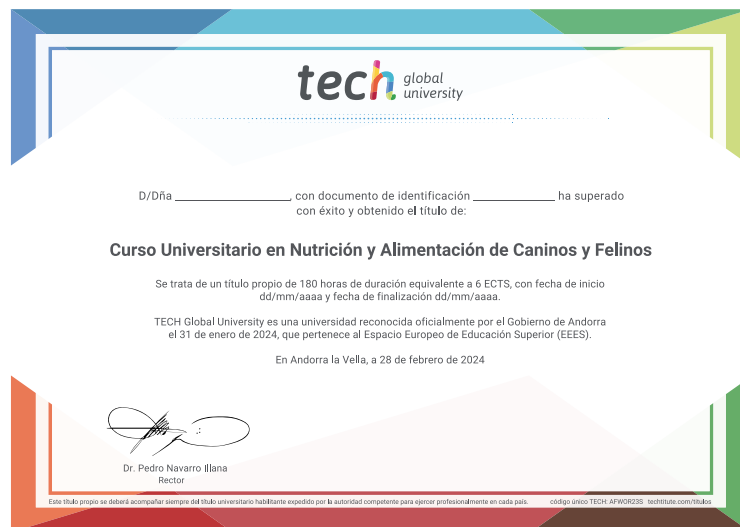 tech global university
D/Dña ____________________, con documento de identificación ______________ ha superado
con éxito y obtenido el título de:
Curso Universitario en Nutrición y Alimentación de Caninos y Felinos
Se trata de un título propio de 180 horas de duración equivalente a 6 ECTS, con fecha de inicio
dd/mm/aaaa y fecha de finalización dd/mm/aaaa.
TECH Global University es una universidad reconocida oficialmente por el Gobierno de Andorra
el 31 de enero de 2024, que pertenece al Espacio Europeo de Educación Superior (EEES).
En Andorra la Vella, a 28 de febrero de 2024
Dr. Pedro Navarro Illana
Rector
Este título propio se deberá acompañar siempre del título universitario habilitante expedido por la autoridad competente para ejercer profesionalmente en cada país. código único TECH: AFWOR23S techtitute.com/titulos